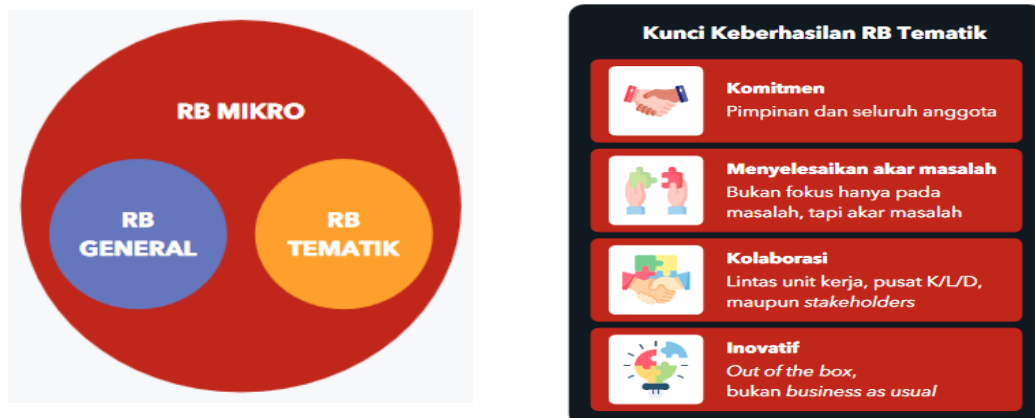 RB MIKRO
RB
GENERAL
RB
TEMATIK
Kunci Keberhasilan RB Tematik
Komitmen
Pimpinan dan seluruh anggota
Menyelesaikan akar masalah
Bukan fokus hanya pada
masalah, tapi akar masalah
Kolaborasi
Lintas unit kerja, pusat K/L/D,
maupun stakeholders
Inovatif
Out of the box,
bukan business as usual